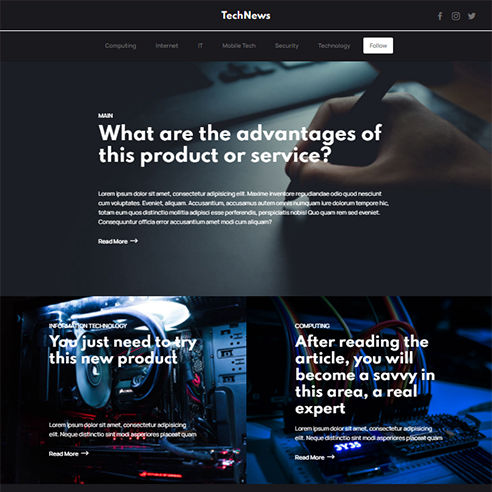 TechNews
Computing Internet IT Mobile Tech Security Technology Follow
MAIN
What are the advantages of
this product or service?
Lorem ipsum dolor sit amet, consectetur adipisicing elit. Maxime inventore repudiandae odio quod nesciunt
cum voluptates. Eveniet, aliquam. Accusantium, accusamus autem omnis numquam iure dolorum tempore hic,
totam eum quos distinctio mollitia adipisci esse perferendis, perspiciatis nobis! Quo quam rem sed eveniet.
Consequuntur officia error accusantium amet modi cum aliquam?
Read More →
INFORMATION TECHNOLOGY
You just need to try
this new product
Lorem ipsum dolor sit amet, consectetur adipisicing
elit. Neque distinctio sint modi asperiores placeat quam
Read More →
COMPUTING
After reading the
article, you will
become a savvy in
this area, a real
expert
Lorem ipsum dolor sit amet, consectetur adipisicing
elit. Neque distinctio sint modi asperiores placeat quam
Read More →